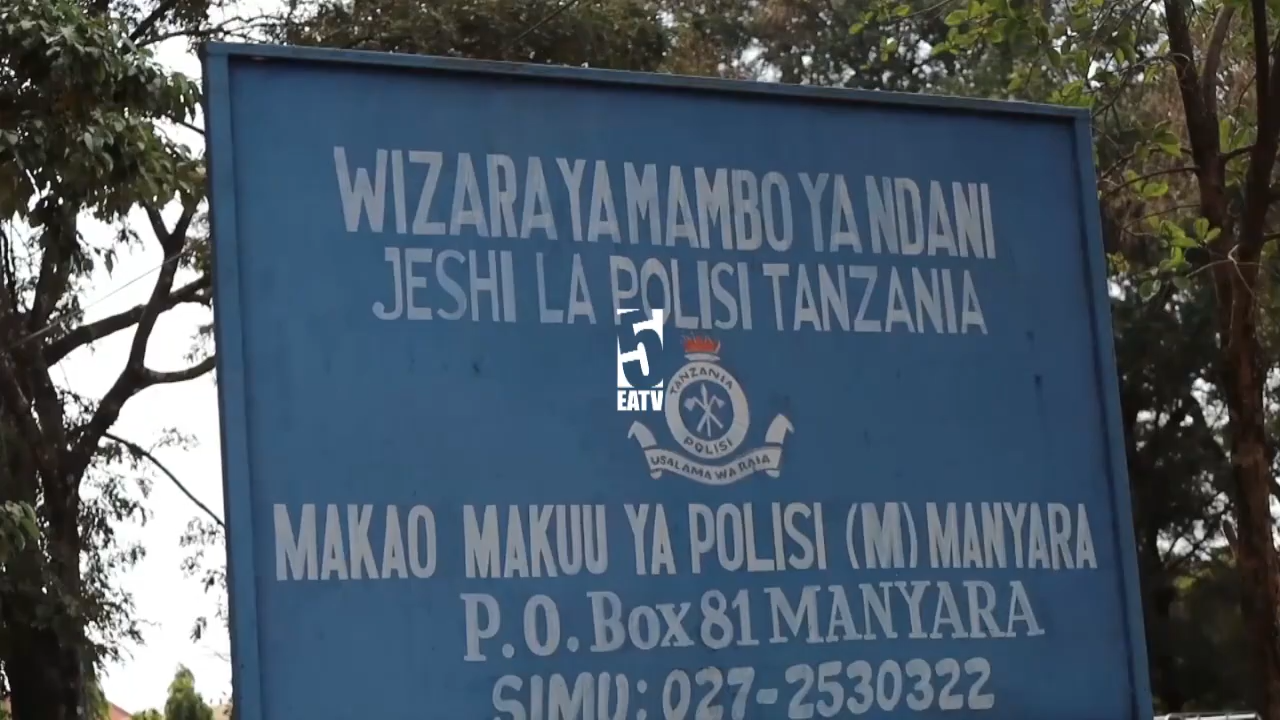 WIZARA YA MAMBO YA NDANI
JESHI LA POLISI TANZANIA
5
EATV
TANZANIA
POLISI
USALAMA WA RAIA
MAKAO MAKUU YA POLISI (M) MANYARA
P.O. Box 81 MANYARA
SIMU: 027-2530322